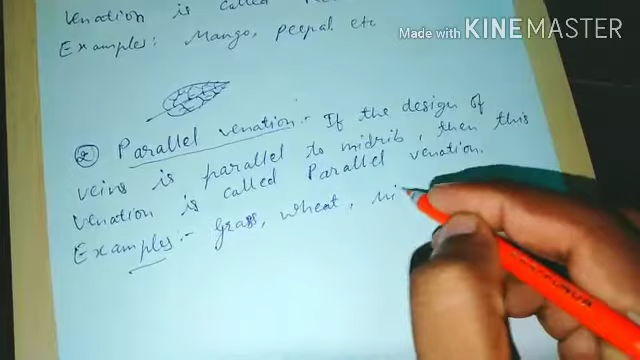 venation is called
Examples: Mango, peepal etc
Made with KINEMASTER
② Parallel venation:- If the design of
veins is parallel to midrib, then this
venation is called Parallel venation.
Examples:- grass, wheat,